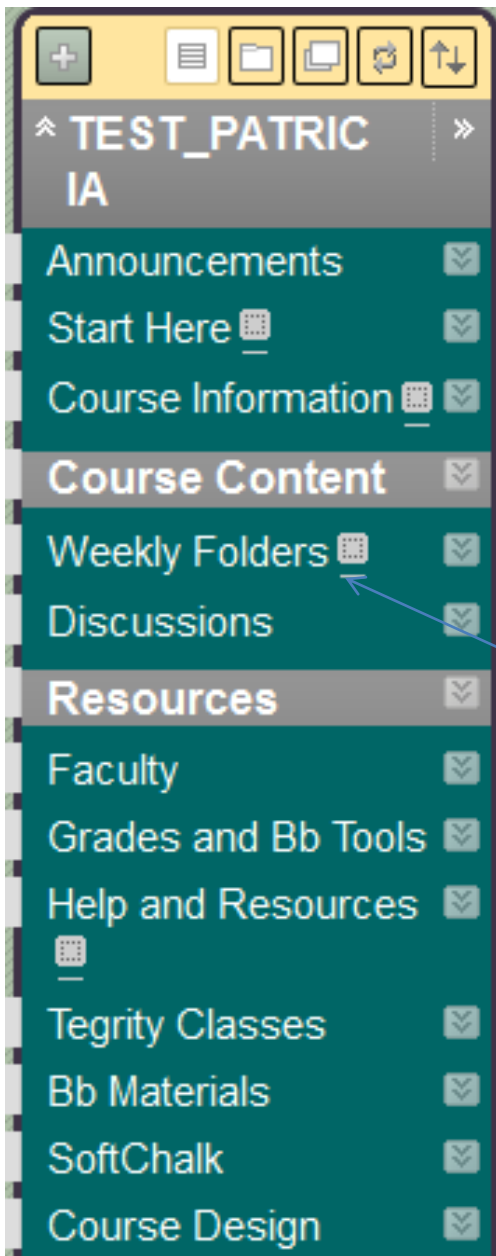 TEST_PATRIC
IA
Announcements
Start Here
Course Information
Course Content
Weekly Folders
Discussions
Resources
Faculty
Grades and Bb Tools
Help and Resources
Tegrity Classes
Bb Materials
SoftChalk
Course Design